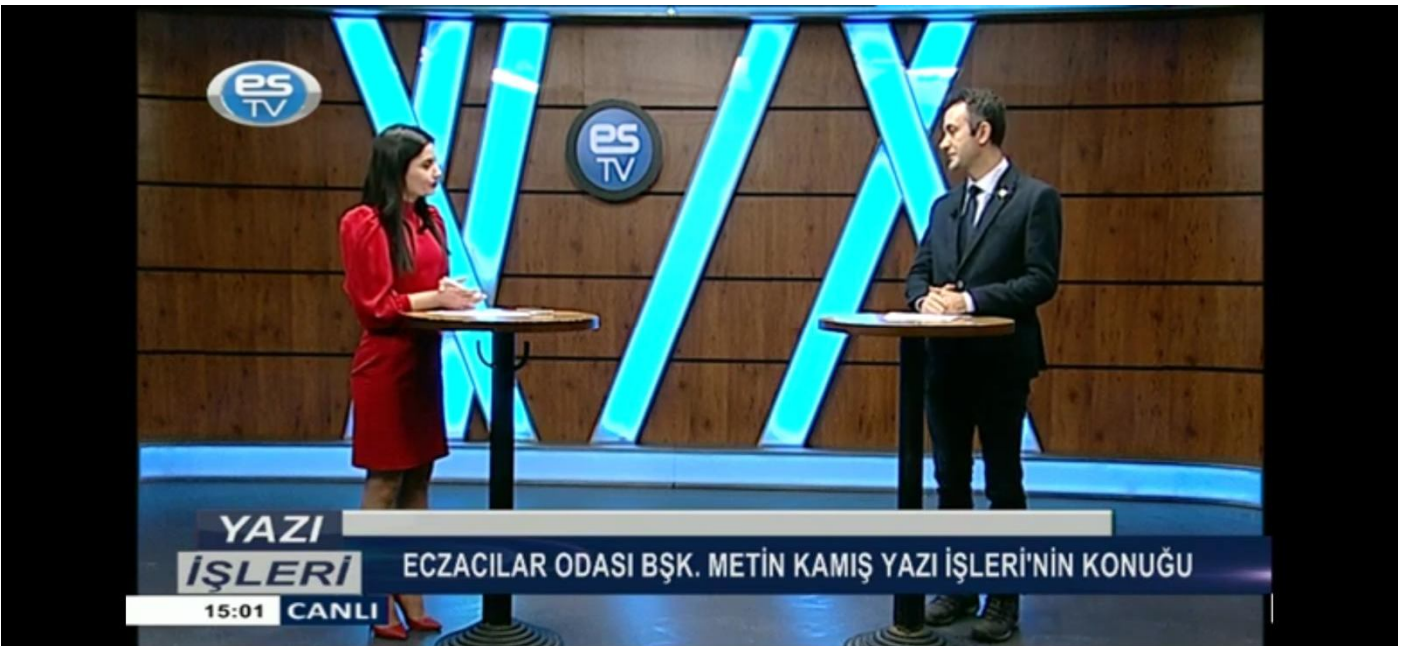 es
TV
es
TV
YAZI
İŞLERİ
ECZACILAR ODASI BŞK. METİN KAMIŞ YAZI İŞLERİ'NİN KONUĞU
15:01 CANLI